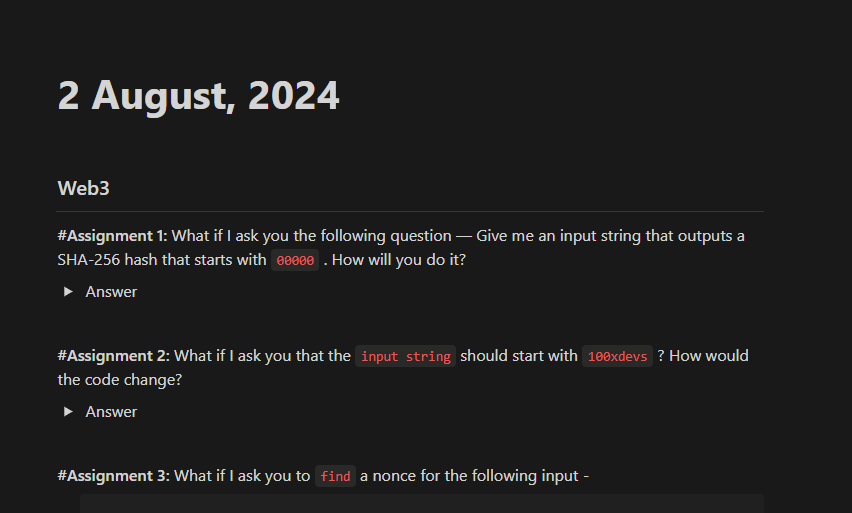 2 August, 2024
Web3
#Assignment 1: What if I ask you the following question — Give me an input string that outputs a
SHA-256 hash that starts with 00000 . How will you do it?
Answer
#Assignment 2: What if I ask you that the input string should start with 100xdevs ? How would
the code change?
Answer
#Assignment 3: What if I ask you to find a nonce for the following input -